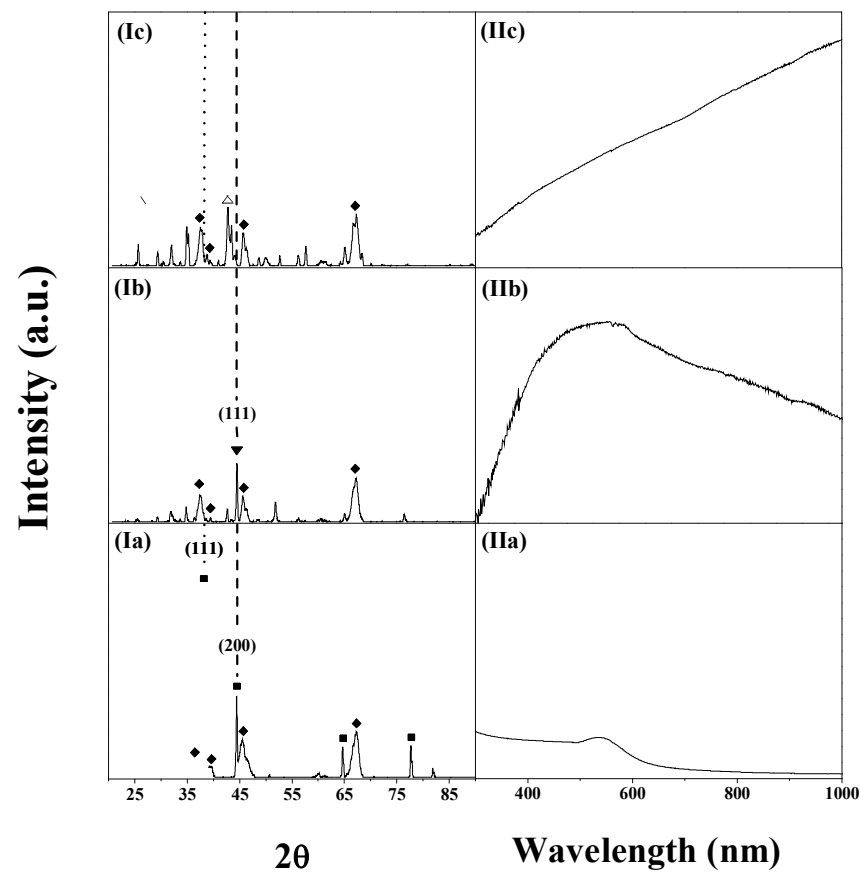 (Ic)
(IIc)
(Ib)
(IIb)
(111)
(Ia)
(111)
(IIa)
(200)
25 35 45 55 65 75 85
400 600 800 1000
2θ
Wavelength (nm)
Intensity (a.u.)